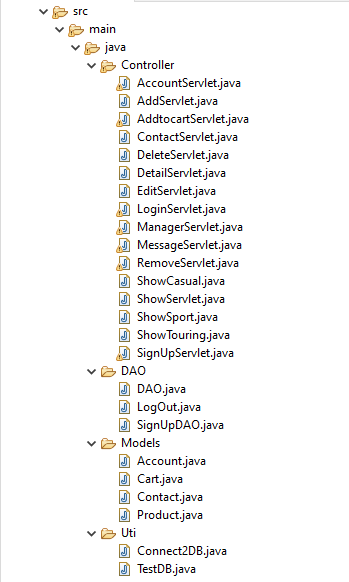 src
main
java
Controller
AccountServlet.java
AddServlet.java
AddtocartServlet.java
ContactServlet.java
DeleteServlet.java
DetailServlet.java
EditServlet.java
LoginServlet.java
ManagerServlet.java
MessageServlet.java
RemoveServlet.java
ShowCasual.java
ShowServlet.java
ShowSport.java
ShowTouring.java
SignUpServlet.java
DAO
DAO.java
LogOut.java
SignUpDAO.java
Models
Account.java
Cart.java
Contact.java
Product.java
Uti
Connect2DB.java
TestDB.java